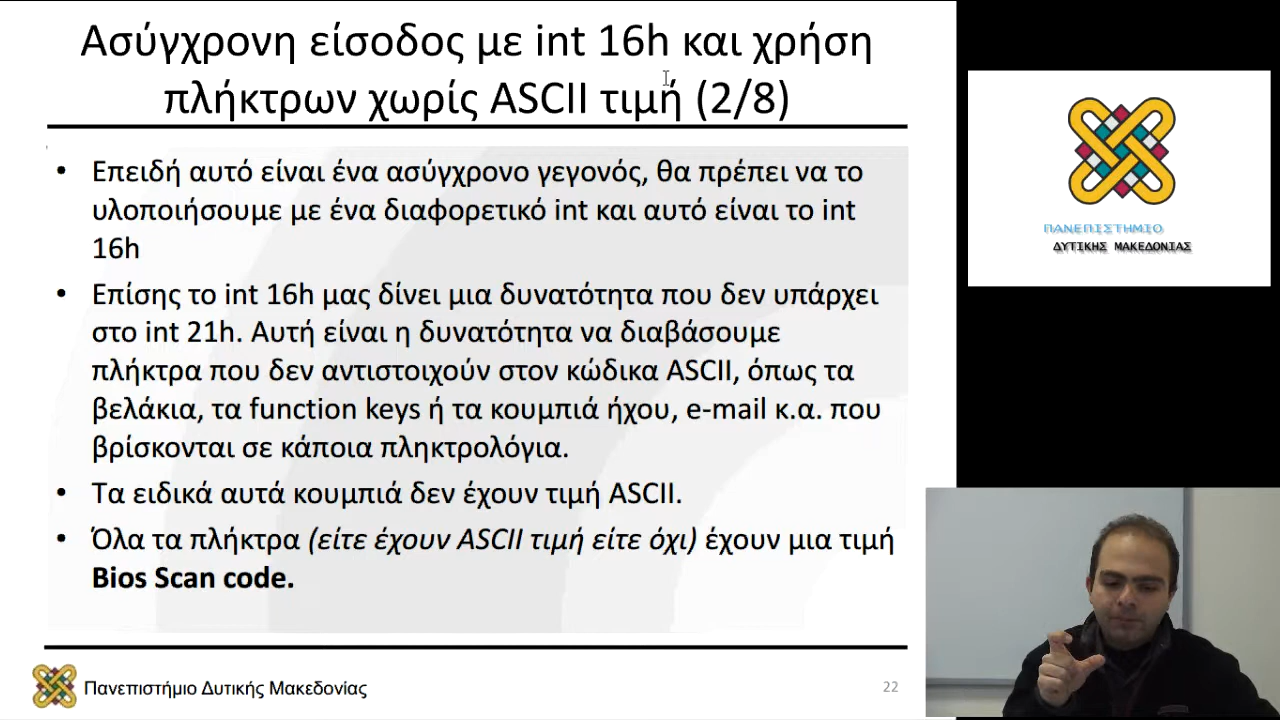 Ασύγχρονη είσοδος με int 16h και χρήση
πλήκτρων χωρίς ASCII τιμή (2/8)
• Επειδή αυτό είναι ένα ασύγχρονο γεγονός, θα πρέπει να το
υλοποιήσουμε με ένα διαφορετικό int και αυτό είναι το int
16h
• Επίσης το int 16h μας δίνει μια δυνατότητα που δεν υπάρχει
στο int 21h. Αυτή είναι η δυνατότητα να διαβάσουμε
πλήκτρα που δεν αντιστοιχούν στον κώδικα ASCII, όπως τα
βελάκια, τα function keys ή τα κουμπιά ήχου, e-mail κ.α. που
βρίσκονται σε κάποια πληκτρολόγια.
• Τα ειδικά αυτά κουμπιά δεν έχουν τιμή ASCII.
• Όλα τα πλήκτρα (είτε έχουν ASCII τιμή είτε όχι) έχουν μια τιμή
Bios Scan code.
Πανεπιστήμιο Δυτικής Μακεδονίας
22
ΠΑΝΕΠΙΣΤΗΜΙΟ
ΔΥΤΙΚΗΣ ΜΑΚΕΔΟΝΙΑΣ